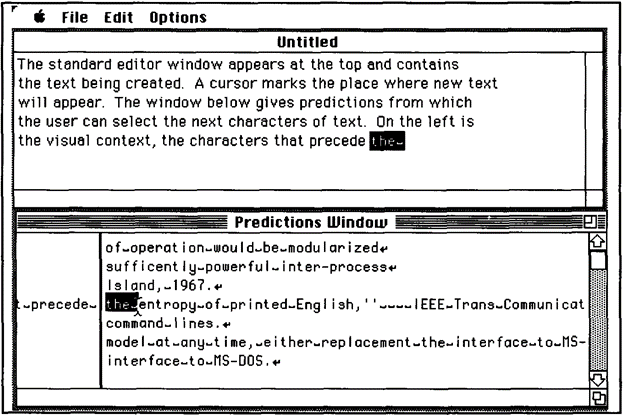 File Edit Options
Untitled
The standard editor window appears at the top and contains
the text being created. A cursor marks the place where new text
will appear. The window below gives predictions from which
the user can select the next characters of text. On the left is
the visual context, the characters that precede the⌣
Predictions Window
of⌣operation⌣would⌣be⌣modularized↵
sufficently⌣powerful⌣inter-process↵
Island,⌣1967.↵
t⌣precede⌣ the⌣entropy⌣of⌣printed⌣English,''⌣⌣⌣⌣IEEE⌣Trans⌣Communicat
command⌣lines.↵
model⌣at⌣any⌣time,⌣either⌣replacement⌣the⌣interface⌣to⌣MS-
interface⌣to⌣MS-DOS.↵